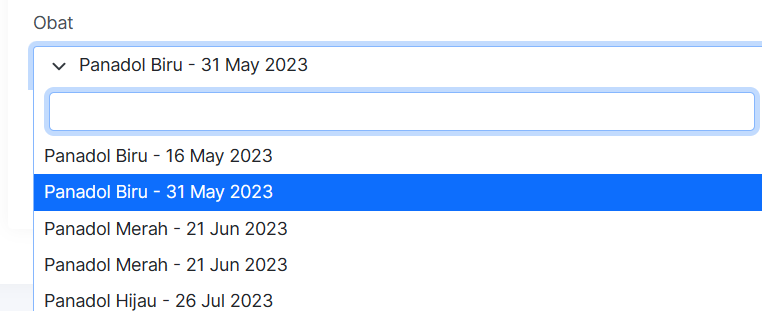 Obat
Panadol Biru - 31 May 2023
Panadol Biru - 16 May 2023
Panadol Biru - 31 May 2023
Panadol Merah - 21 Jun 2023
Panadol Merah - 21 Jun 2023
Panadol Hijau - 26 Jul 2023